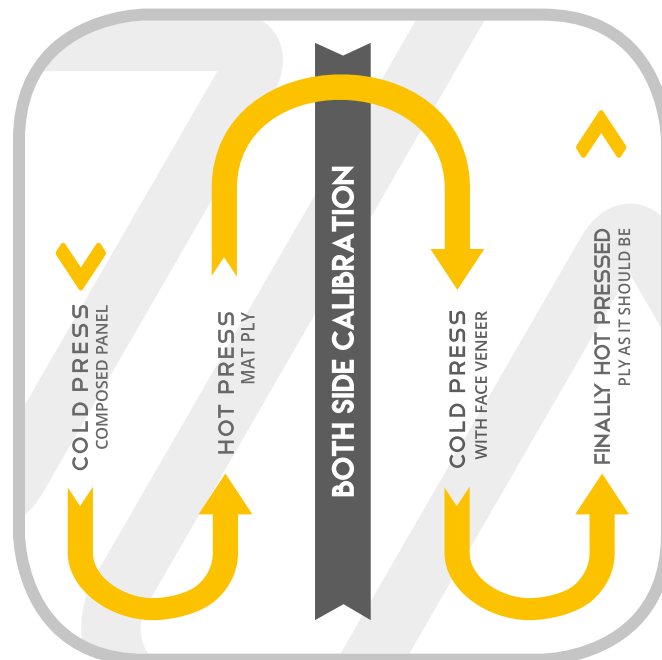 COLD PRESS
COMPOSED PANEL
HOT PRESS
MAT PLY
BOTH SIDE CALIBRATION
COLD PRESS
WITH FACE VENEER
FINALLY HOT PRESSED
PLY AS IT SHOULD BE